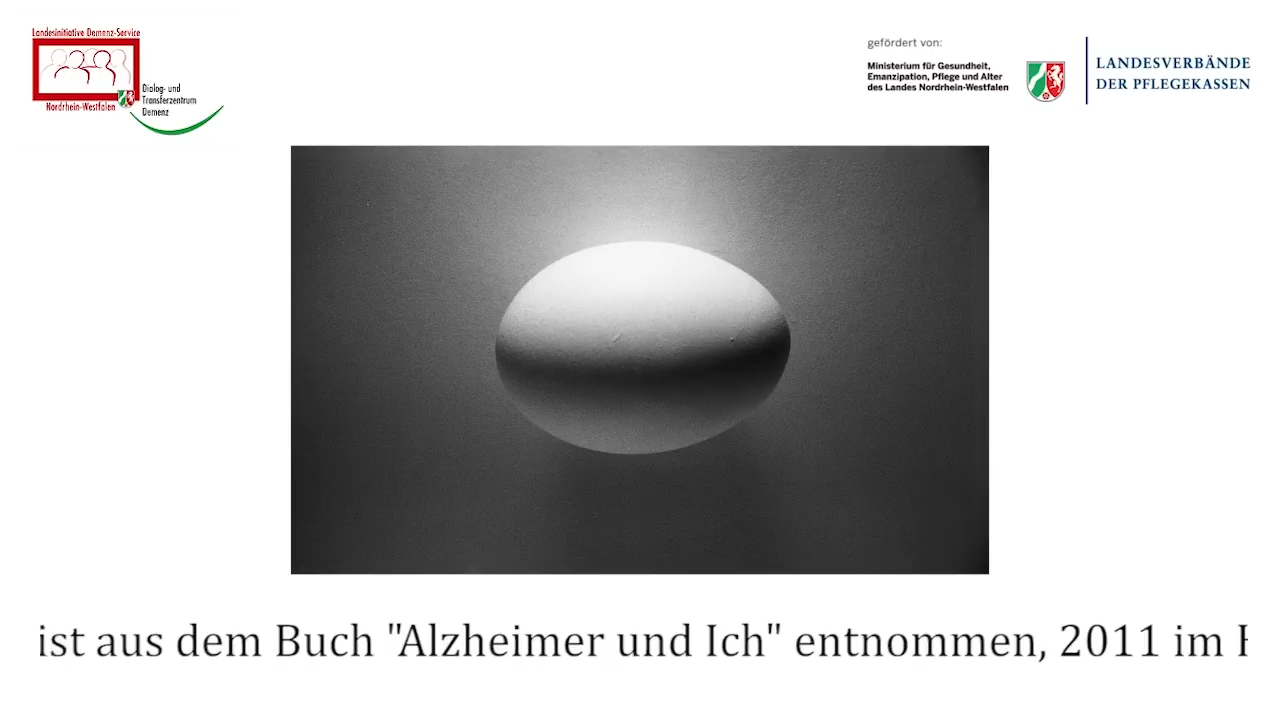 Landesinitiative Demenz-Service
Nordrhein-Westfalen
Dialog- und
Transferzentrum
Demenz
gefördert von:
Ministerium für Gesundheit,
Emanzipation, Pflege und Alter
des Landes Nordrhein-Westfalen
LANDESVERBÄNDE
DER PFLEGEKASSEN
ist aus dem Buch "Alzheimer und Ich" entnommen, 2011 im